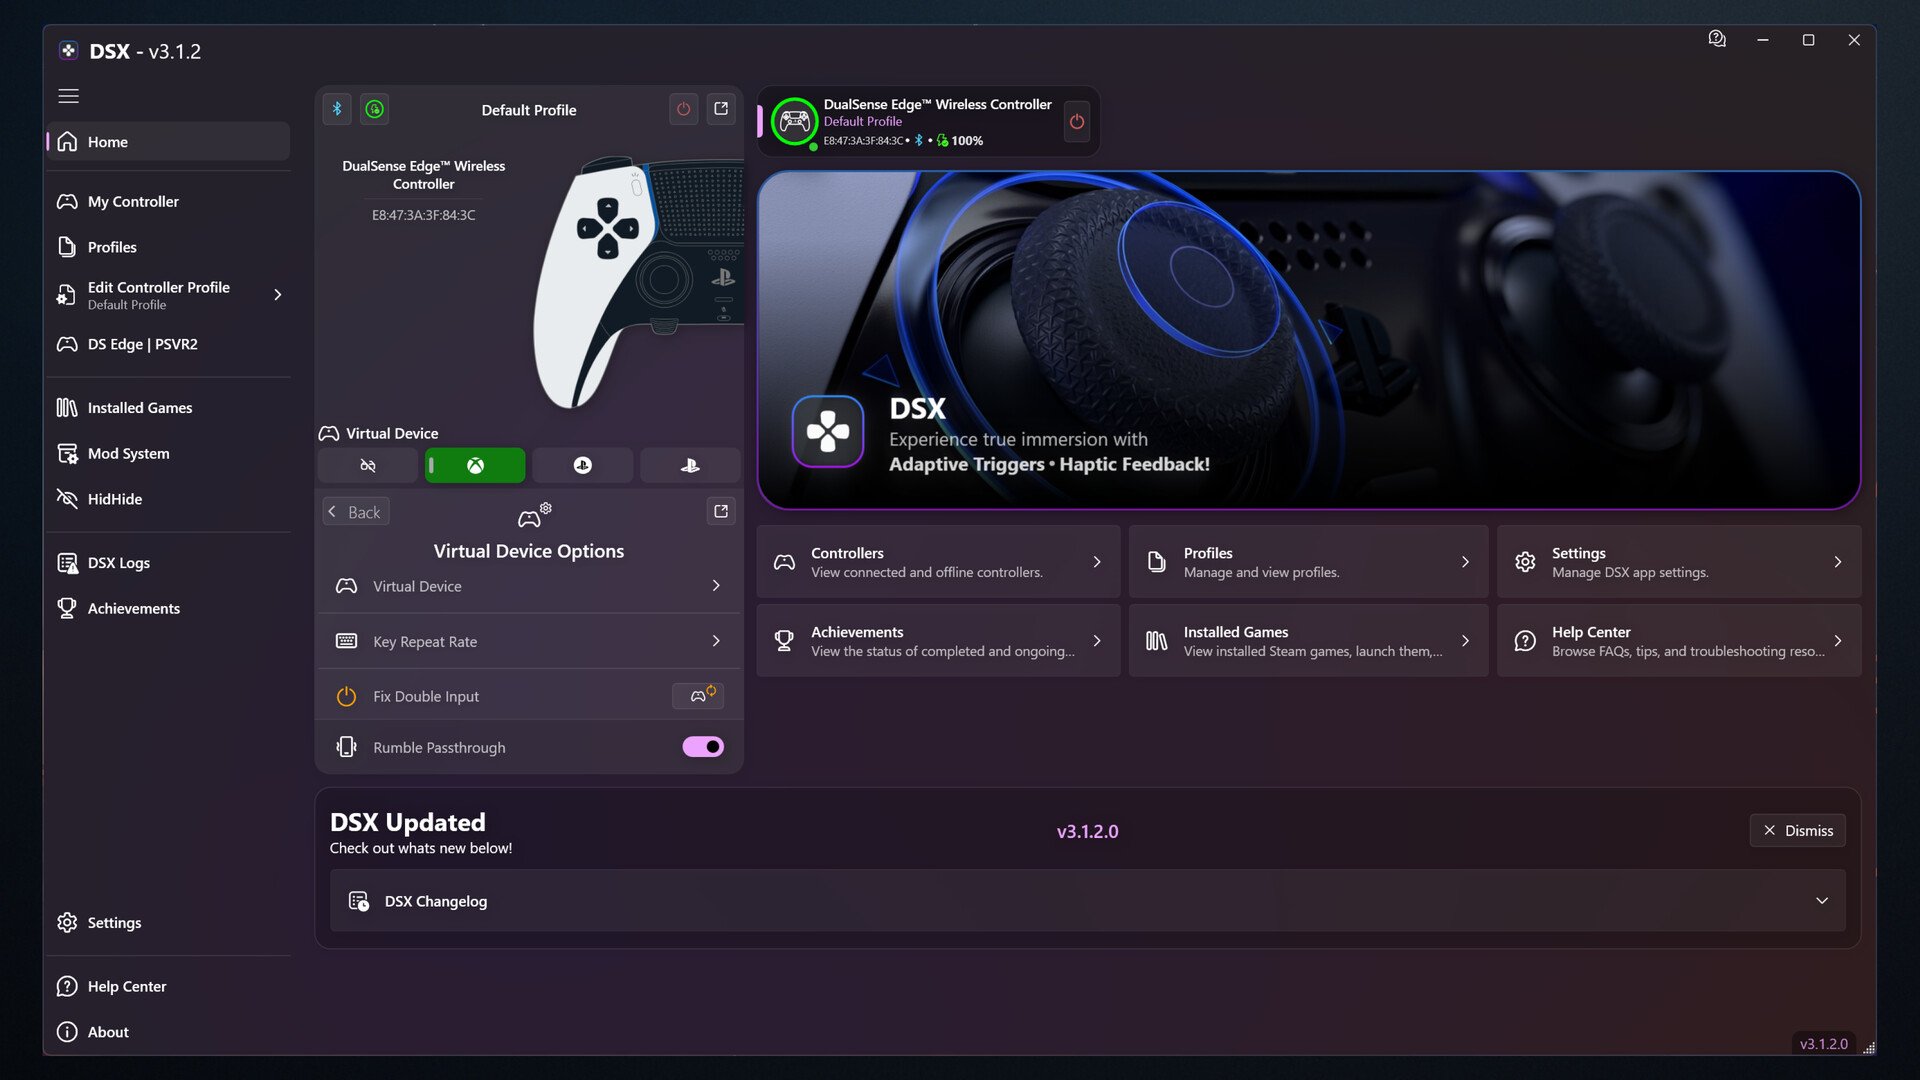 DSX - v3.1.2
Home
My Controller
Profiles
Edit Controller Profile
Default Profile
DS Edge | PSVR2
Installed Games
Mod System
HidHide
DSX Logs
Achievements
Settings
Help Center
About
Default Profile
DualSense Edge™ Wireless
Controller
E8:47:3A:3F:84:3C
Virtual Device
Back
Virtual Device Options
Virtual Device
Key Repeat Rate
Fix Double Input
Rumble Passthrough
DualSense Edge™ Wireless Controller
Default Profile
E8:47:3A:3F:84:3C • • 100%
DSX
Experience true immersion with
Adaptive Triggers • Haptic Feedback!
Controllers
View connected and offline controllers.
Profiles
Manage and view profiles.
Settings
Manage DSX app settings.
Achievements
View the status of completed and ongoing...
Installed Games
View installed Steam games, launch them,...
Help Center
Browse FAQs, tips, and troubleshooting reso...
DSX Updated
Check out whats new below!
v3.1.2.0
Dismiss
DSX Changelog
v3.1.2.0